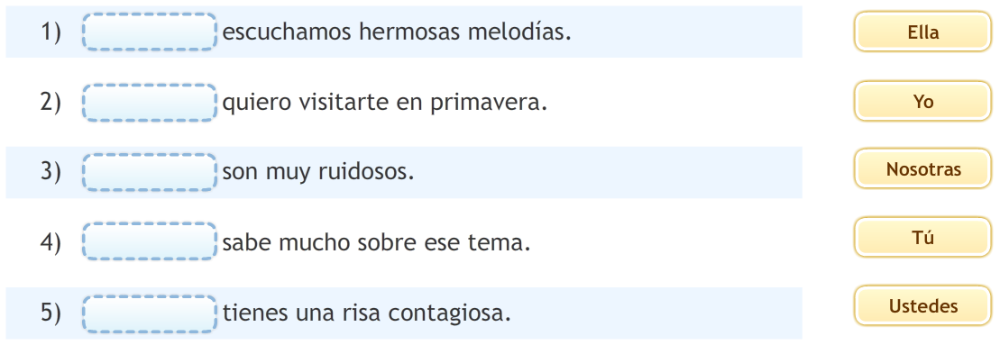 1) escuchamos hermosas melodías.
Ella
2) quiero visitarte en primavera.
Yo
3) son muy ruidosos.
Nosotras
4) sabe mucho sobre ese tema.
Tú
5) tienes una risa contagiosa.
Ustedes